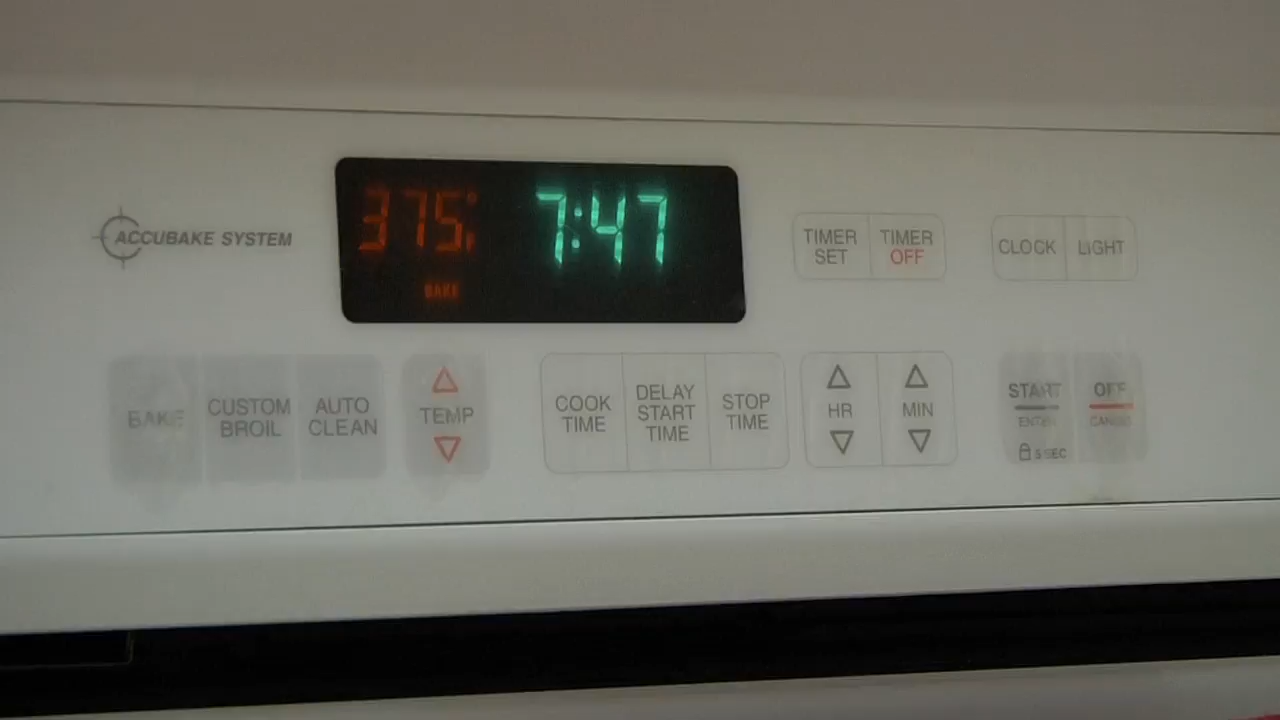 ACCUBAKE SYSTEM
375°
7:47
BAKE
TIMER SET
TIMER OFF
CLOCK
LIGHT
BAKE
CUSTOM BROIL
AUTO CLEAN
TEMP
COOK TIME
DELAY START TIME
STOP TIME
HR
MIN
START
ENTER
5 SEC
OFF
CANCEL